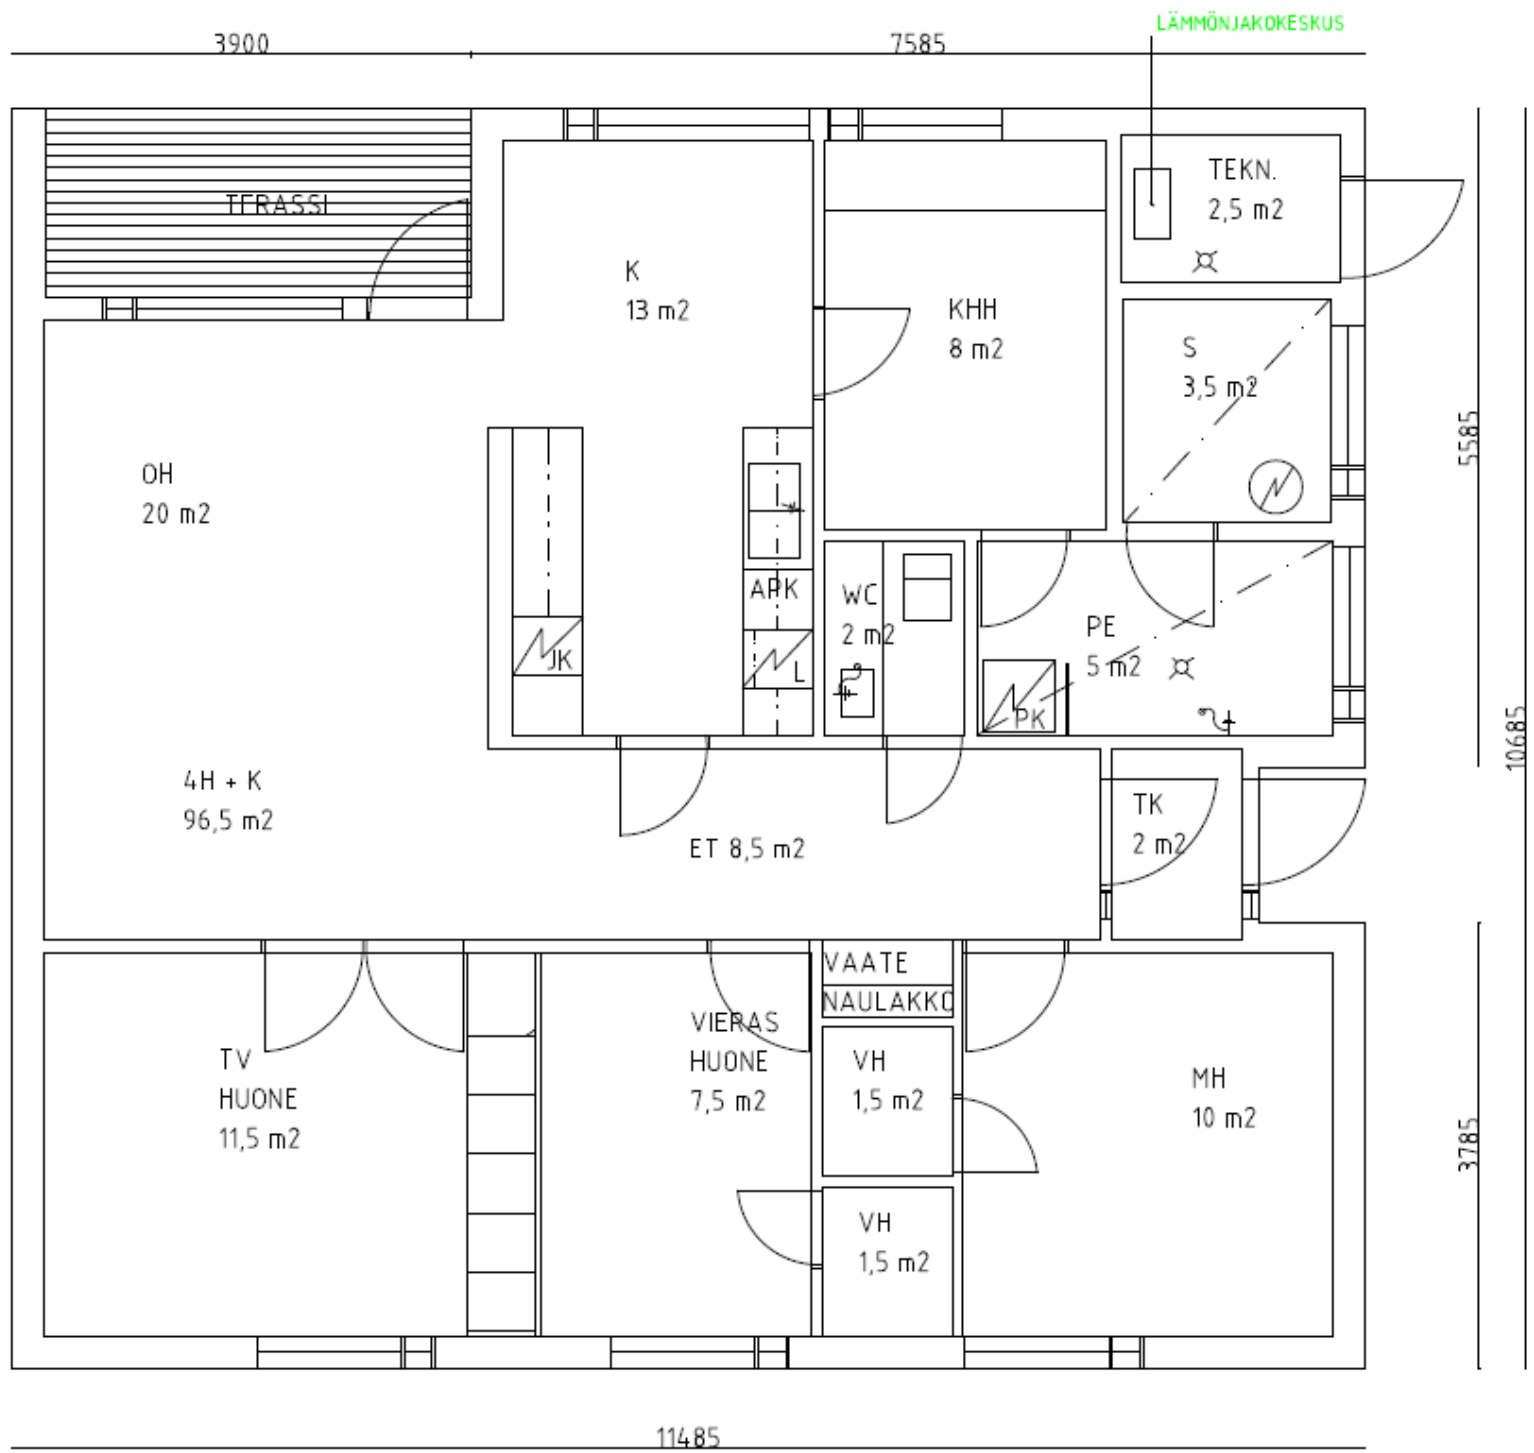 LÄMMÖNJAKOKESKUS
3900
7585
TERASSI
TEKN.
2,5 m2
K
13 m2
KHH
8 m2
S
3,5 m2
5585
OH
20 m2
APK
WC
2 m2
PE
5 m2
JK
L
PK
10685
4H + K
96,5 m2
TK
2 m2
ET 8,5 m2
VAATE
NAULAKKO
VIERAS
HUONE
7,5 m2
TV
HUONE
11,5 m2
VH
1,5 m2
MH
10 m2
3785
VH
1,5 m2
11485